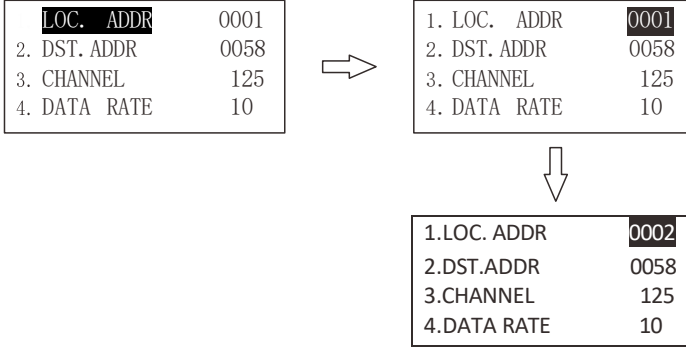 LOC. ADDR 0001
2. DST. ADDR 0058
3. CHANNEL 125
4. DATA RATE 10
1. LOC. ADDR 0001
2. DST. ADDR 0058
3. CHANNEL 125
4. DATA RATE 10
1.LOC. ADDR 0002
2.DST.ADDR 0058
3.CHANNEL 125
4.DATA RATE 10